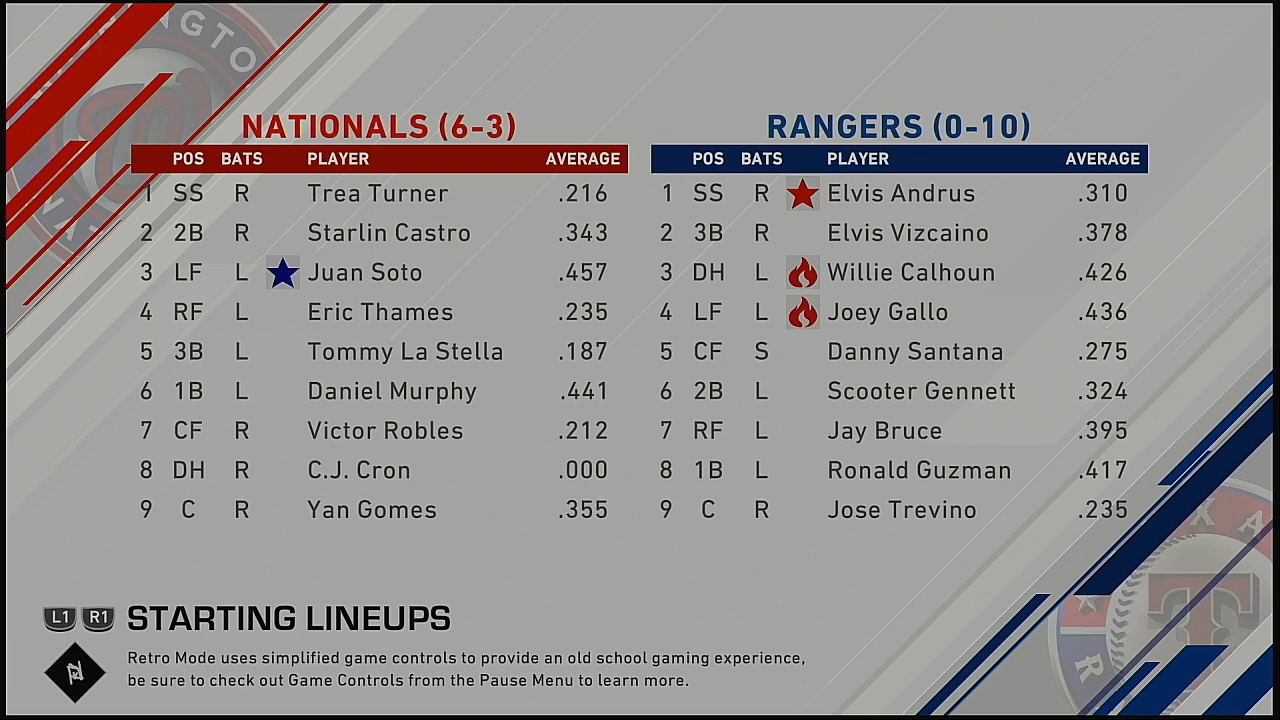 NGTO
NATIONALS (6-3)
POS BATS PLAYER AVERAGE
1 SS R Trea Turner .216
2 2B R Starlin Castro .343
3 LF L Juan Soto .457
4 RF L Eric Thames .235
5 3B L Tommy La Stella .187
6 1B L Daniel Murphy .441
7 CF R Victor Robles .212
8 DH R C.J. Cron .000
9 C R Yan Gomes .355
RANGERS (0-10)
POS BATS PLAYER AVERAGE
1 SS R Elvis Andrus .310
2 3B R Elvis Vizcaino .378
3 DH L Willie Calhoun .426
4 LF L Joey Gallo .436
5 CF S Danny Santana .275
6 2B L Scooter Gennett .324
7 RF L Jay Bruce .395
8 1B L Ronald Guzman .417
9 C R Jose Trevino .235
L1 R1 STARTING LINEUPS
Retro Mode uses simplified game controls to provide an old school gaming experience,
be sure to check out Game Controls from the Pause Menu to learn more.
XA
T
R